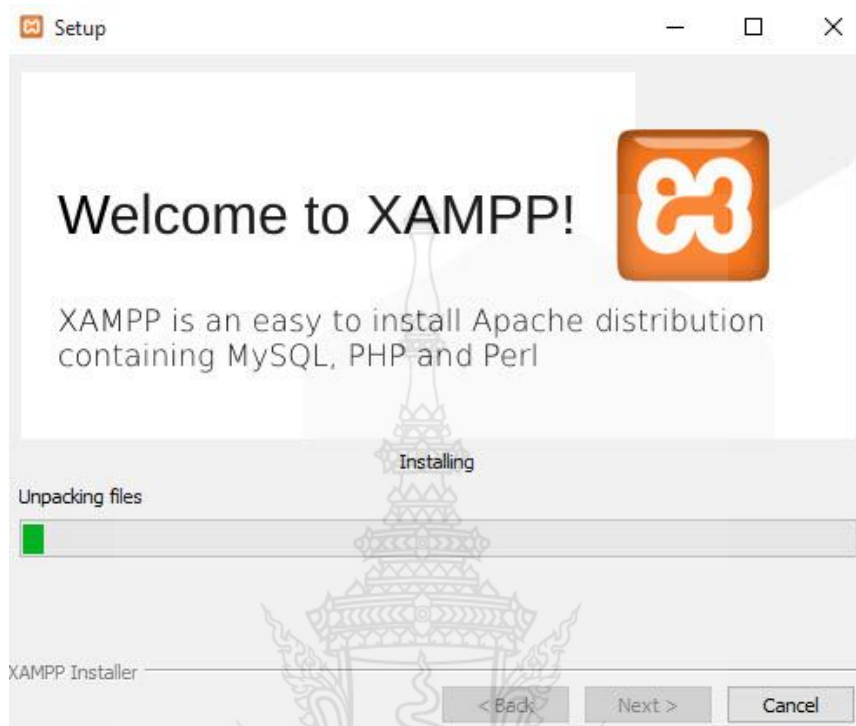 Setup
Welcome to XAMPP!
XAMPP is an easy to install Apache distribution
containing MySQL, PHP and Perl
Installing
Unpacking files
XAMPP Installer
< Back
Next >
Cancel